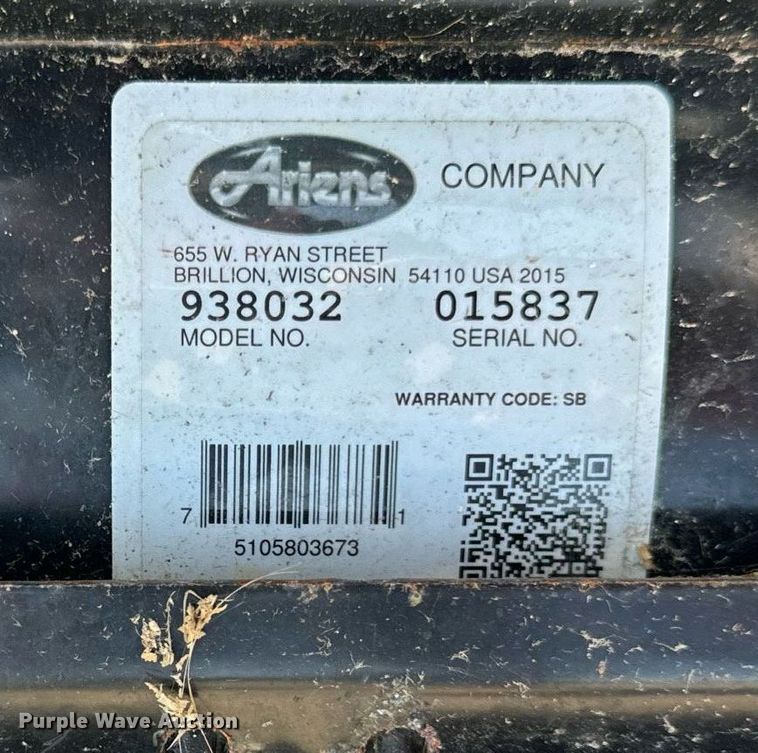 Ariens COMPANY
655 W. RYAN STREET
BRILLION, WISCONSIN 54110 USA 2015
938032 015837
MODEL NO. SERIAL NO.
WARRANTY CODE: SB
7 1
5105803673
Purple Wave Auction